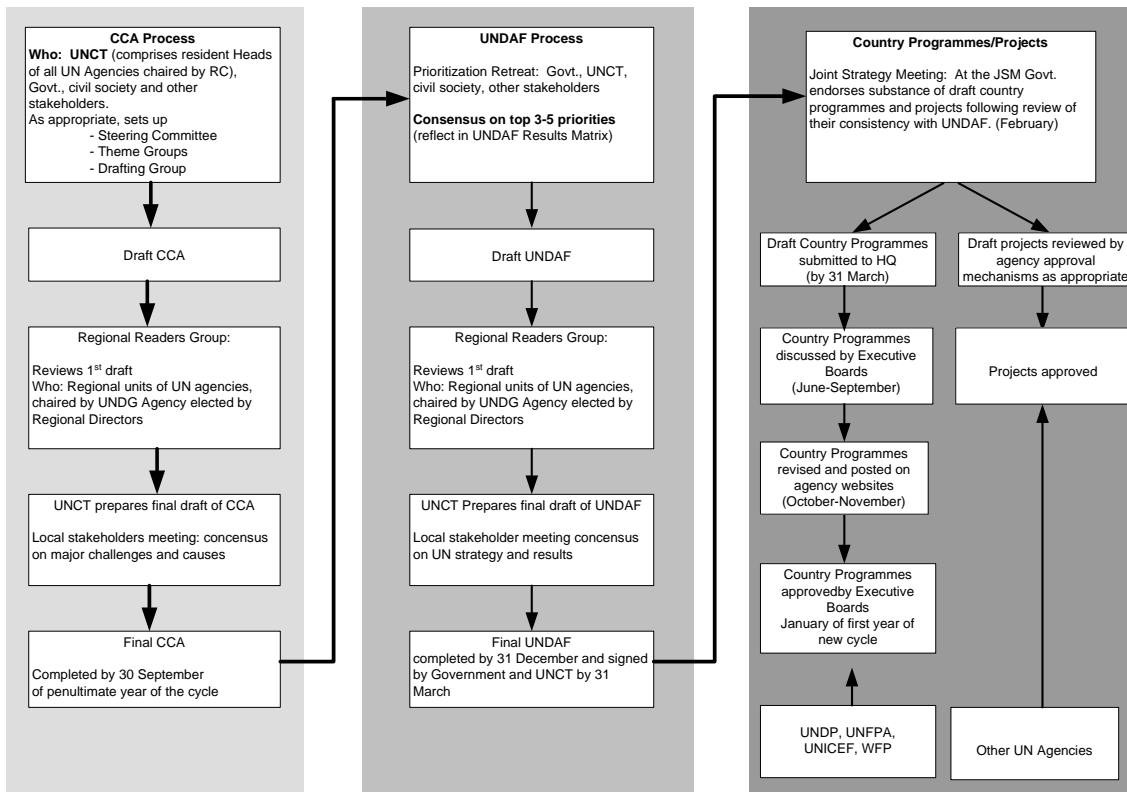 CCA Process
Who: UNCT (comprises resident Heads
of all UN Agencies chaired by RC),
Govt., civil society and other
stakeholders.
As appropriate, sets up
- Steering Committee
- Theme Groups
- Drafting Group
Draft CCA
Regional Readers Group:
Reviews 1st draft
Who: Regional units of UN agencies,
chaired by UNDG Agency elected by
Regional Directors
UNCT prepares final draft of CCA
Local stakeholders meeting: concensus
on major challenges and causes
Final CCA
Completed by 30 September
of penultimate year of the cycle
UNDAF Process
Prioritization Retreat: Govt., UNCT,
civil society, other stakeholders
Consensus on top 3-5 priorities
(reflect in UNDAF Results Matrix)
Draft UNDAF
Regional Readers Group:
Reviews 1st draft
Who: Regional units of UN agencies,
chaired by UNDG Agency elected by
Regional Directors
UNCT Prepares final draft of UNDAF
Local stakeholder meeting concensus
on UN strategy and results
Final UNDAF
completed by 31 December and signed
by Government and UNCT by 31
March
Country Programmes/Projects
Joint Strategy Meeting: At the JSM Govt.
endorses substance of draft country
programmes and projects following review of
their consistency with UNDAF. (February)
Draft Country Programmes
submitted to HQ
(by 31 March)
Country Programmes
discussed by Executive
Boards
(June-September)
Country Programmes
revised and posted on
agency websites
(October-November)
Country Programmes
approvedby Executive
Boards
January of first year of
new cycle
UNDP, UNFPA,
UNICEF, WFP
Draft projects reviewed by
agency approval
mechanisms as appropriate
Projects approved
Other UN Agencies